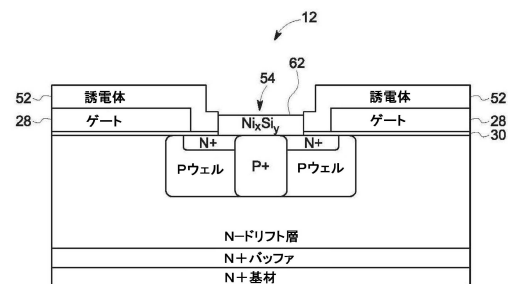 12
54
62
52
誘電体
誘電体
52
28
ゲート
NixSiy
ゲート
28
30
N+
N+
Pウェル
P+
Pウェル
N-ドリフト層
N+バッファ
N+基材